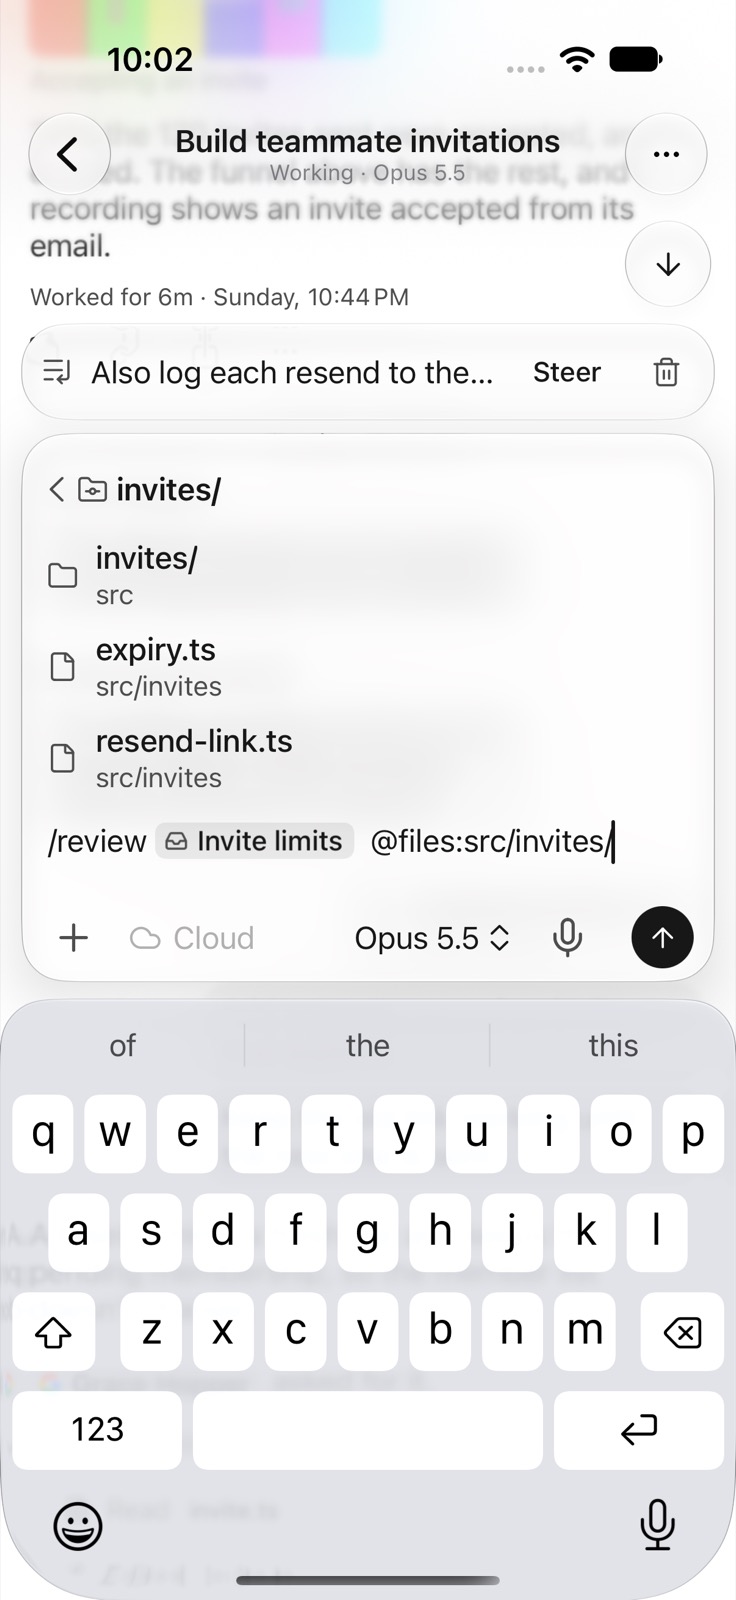 10:02
Build teammate invitations
Working · Opus 5.5
recording shows an invite accepted from its
email.
Worked for 6m · Sunday, 10:44 PM
Also log each resend to the...
Steer
invites/
invites/
src
expiry.ts
src/invites
resend-link.ts
src/invites
/review Invite limits @files:src/invites/
Cloud
Opus 5.5
of the this
q w e r t y u i o p
a s d f g h j k l
z x c v b n m
123